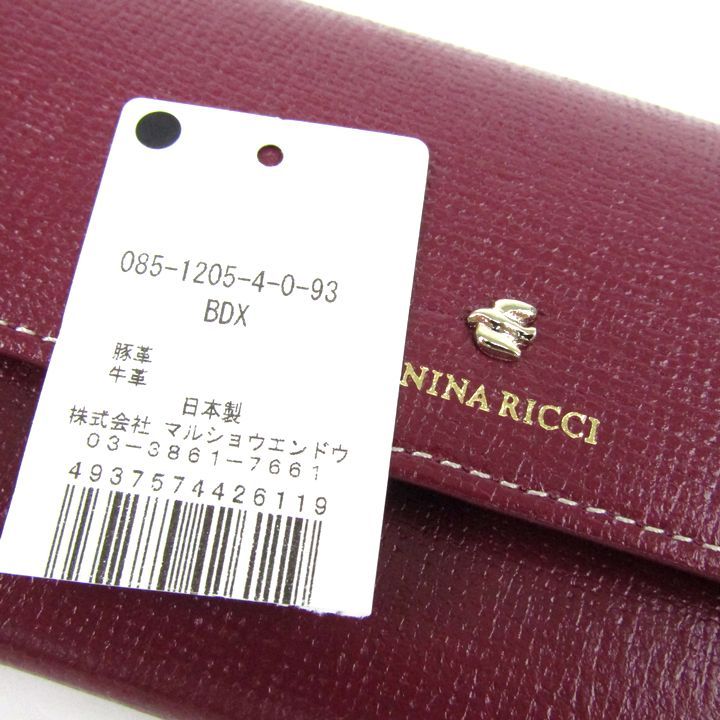 085-1205-4-0-93
BDX
豚革
牛革
日本製
株式会社 マルショウエンドウ
03-3861-7661
4937574426119
NINA RICCI